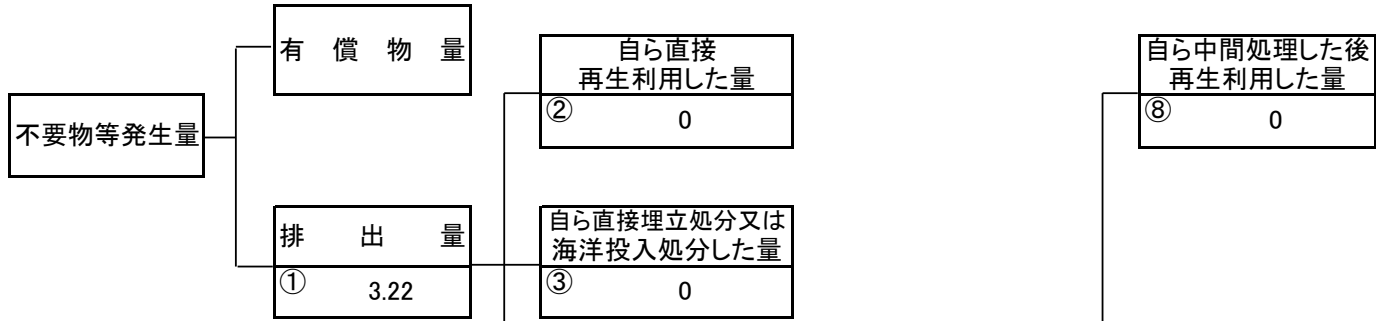 有償物量
自ら直接
再生利用した量
② 0
自ら中間処理した後
再生利用した量
⑧ 0
不要物等発生量
排出量
① 3.22
自ら直接埋立処分又は
海洋投入処分した量
③ 0